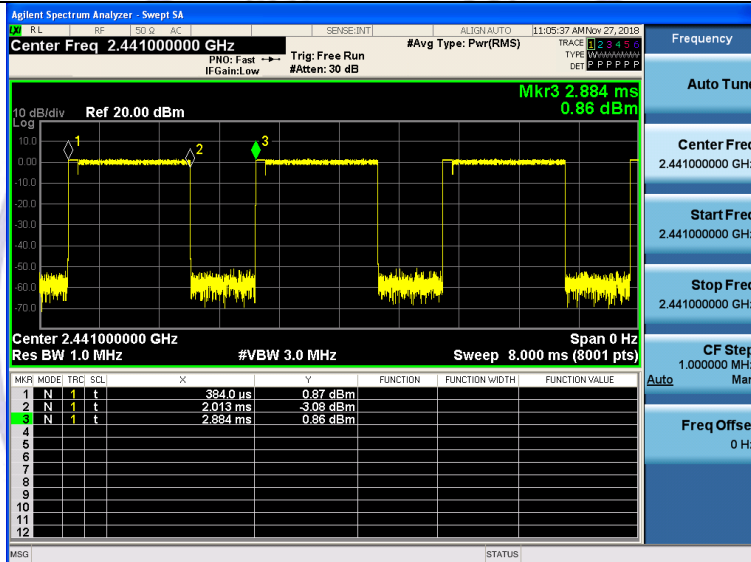 Agilent Spectrum Analyzer - Swept SA
LXI RL RF 50 Ω AC SENSE:INT ALIGN AUTO 11:05:37 AM Nov 27, 2018
Center Freq 2.441000000 GHz #Avg Type: Pwr(RMS) TRACE 1 2 3 4 5 6
PNO: Fast Trig: Free Run TYPE
IFGain:Low #Atten: 30 dB DET P P P P P P
Mkr3 2.884 ms
0.86 dBm
10 dB/div Ref 20.00 dBm
Log
10.0
0.00
-10.0
-20.0
-30.0
-40.0
-50.0
-60.0
-70.0
1
2
3
Center 2.441000000 GHz Span 0 Hz
Res BW 1.0 MHz #VBW 3.0 MHz Sweep 8.000 ms (8001 pts)
MKR MODE TRC SCL X Y FUNCTION FUNCTION WIDTH FUNCTION VALUE
1 N 1 t 384.0 µs 0.87 dBm
2 N 1 t 2.013 ms -3.08 dBm
3 N 1 t 2.884 ms 0.86 dBm
4
5
6
7
8
9
10
11
12
MSG STATUS
Frequency
Auto Tun
Center Fre
2.441000000 GH
Start Fre
2.441000000 GH
Stop Fre
2.441000000 GH
CF Step
1.000000 MH
Auto Ma
Freq Offse
0 H